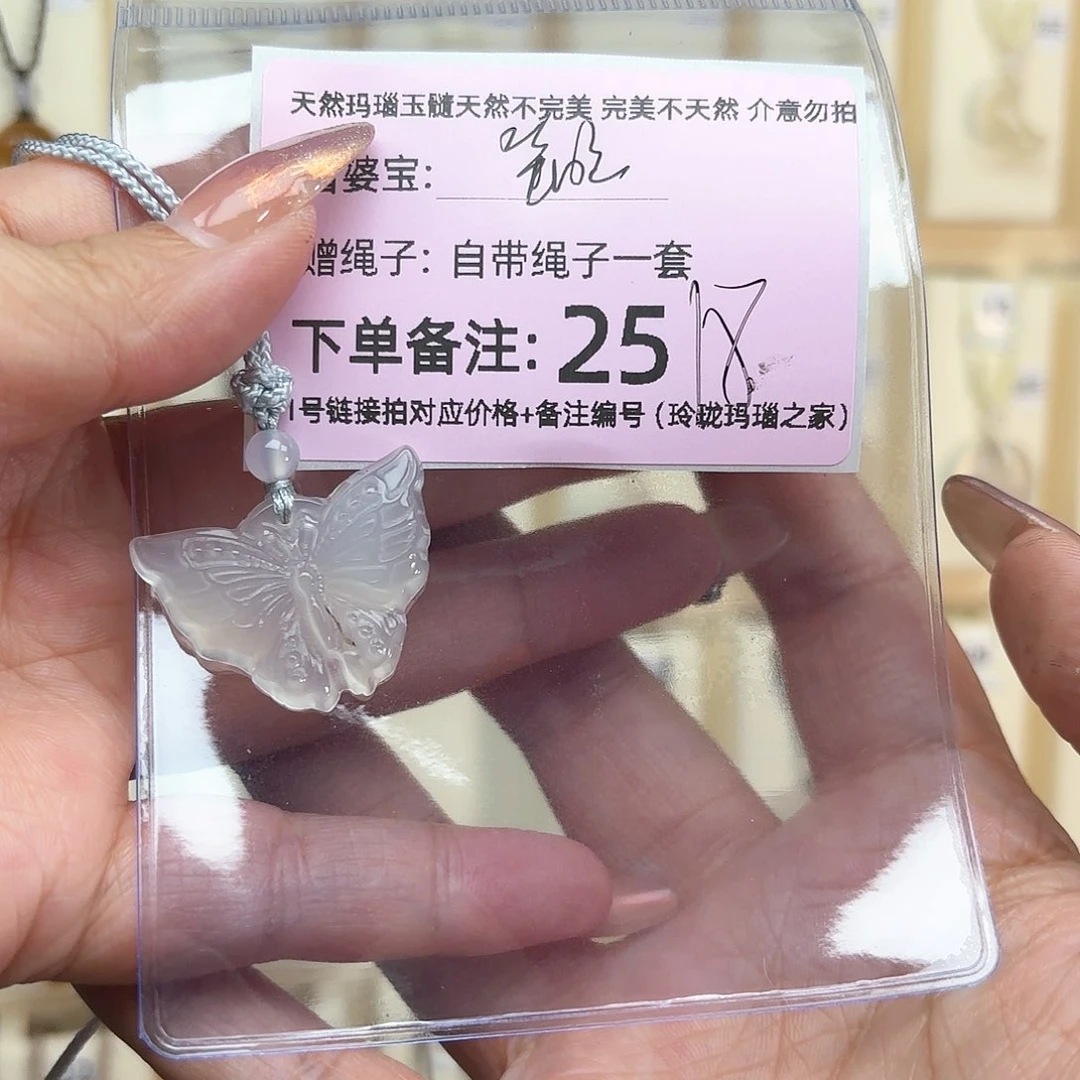 天然玛瑙玉髓天然不完美 完美不天然 介意勿拍
婆宝:
赠绳子: 自带绳子一套
下单备注: 25
1号链接拍对应价格+备注编号 (玲珑玛瑙之家)